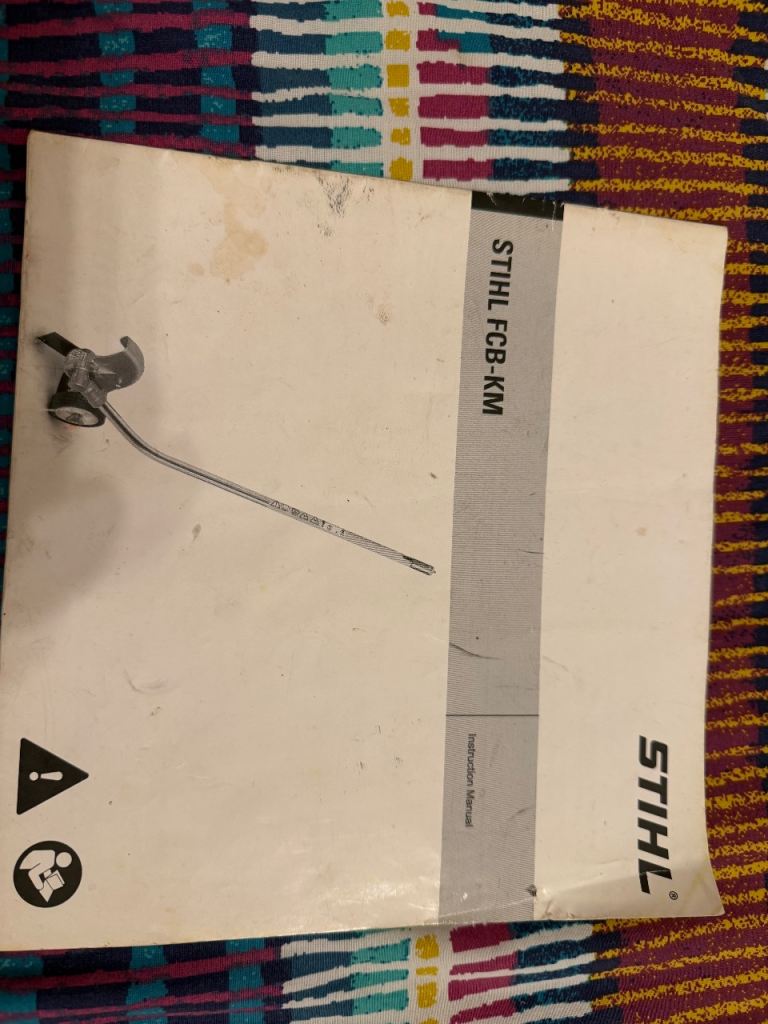 STIHL®
STIHL FCB-KM
Instruction Manual